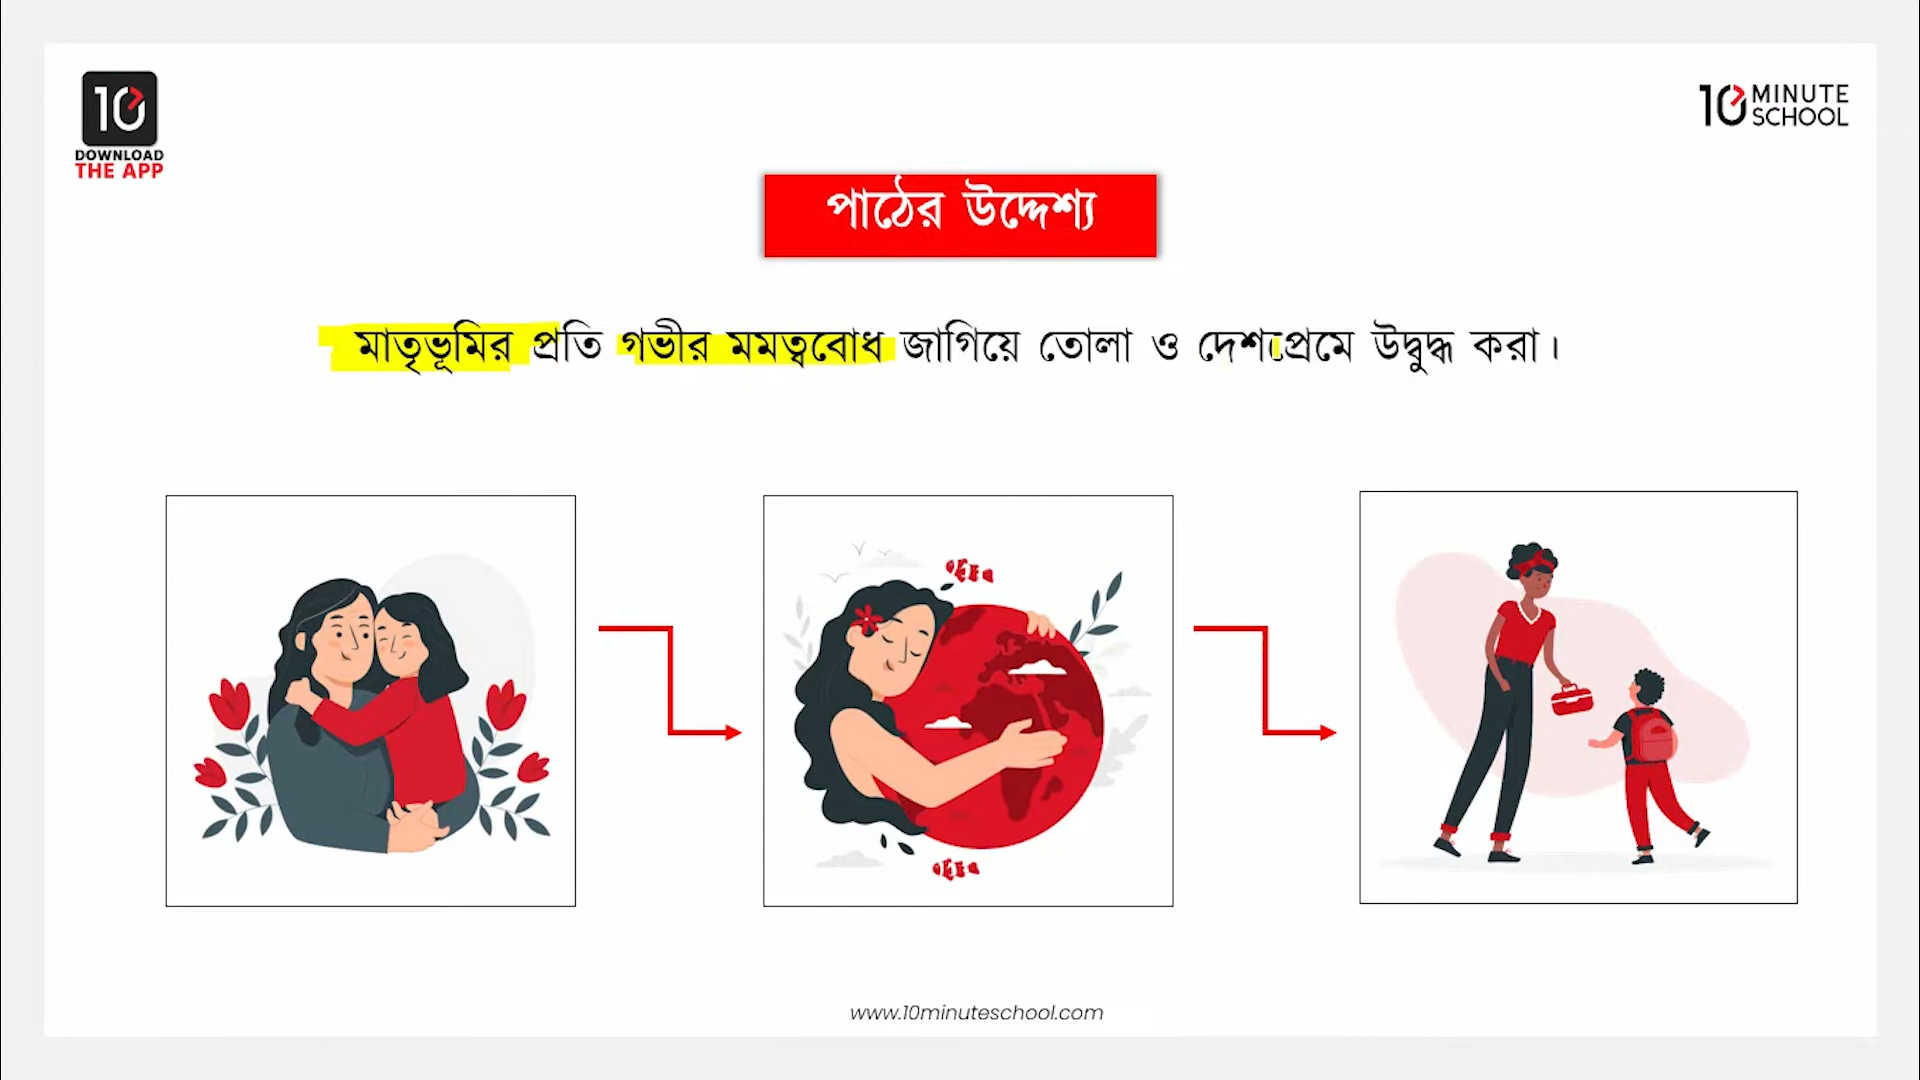 10
DOWNLOAD
THE APP
10 MINUTE
SCHOOL
পাঠের উদ্দেশ্য
মাতৃভূমির প্রতি গভীর মমত্ববোধ জাগিয়ে তোলা ও দেশপ্রেমে উদ্বুদ্ধ করা।
www.10minuteschool.com